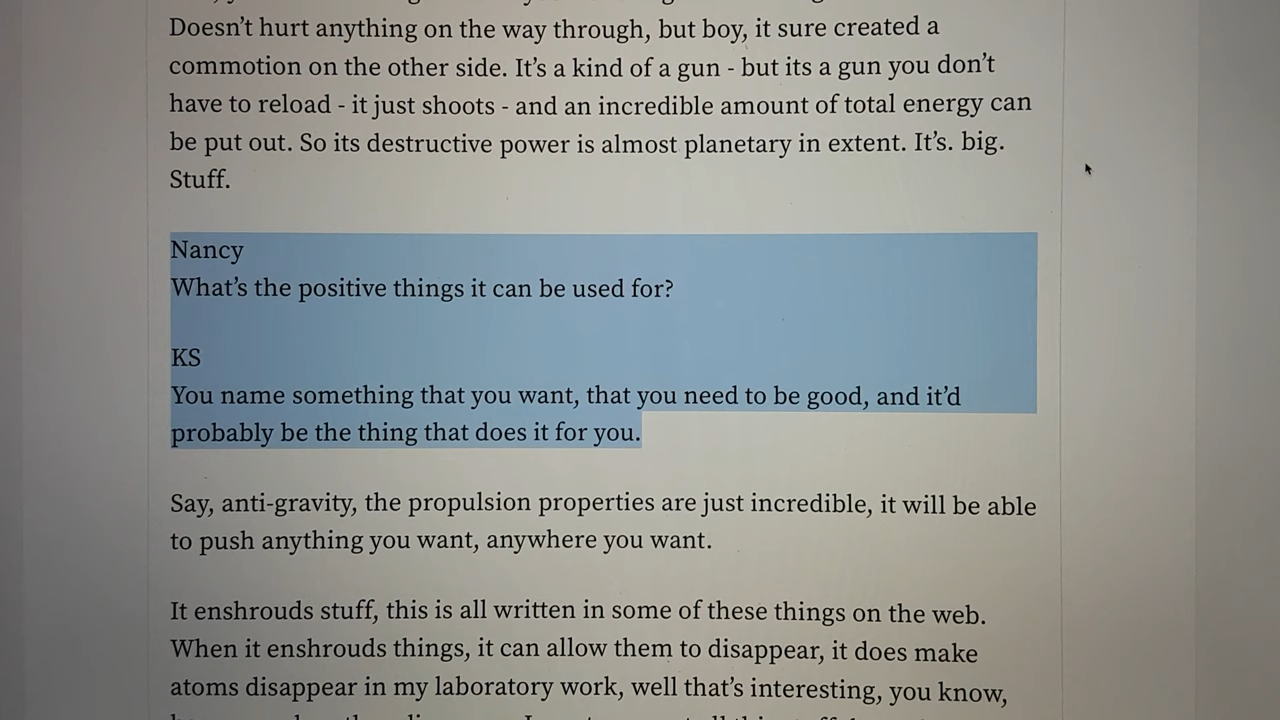 Doesn’t hurt anything on the way through, but boy, it sure created a
commotion on the other side. It’s a kind of a gun - but its a gun you don’t
have to reload - it just shoots - and an incredible amount of total energy can
be put out. So its destructive power is almost planetary in extent. It’s. big.
Stuff.
Nancy
What’s the positive things it can be used for?
KS
You name something that you want, that you need to be good, and it’d
probably be the thing that does it for you.
Say, anti-gravity, the propulsion properties are just incredible, it will be able
to push anything you want, anywhere you want.
It enshrouds stuff, this is all written in some of these things on the web.
When it enshrouds things, it can allow them to disappear, it does make
atoms disappear in my laboratory work, well that’s interesting, you know,